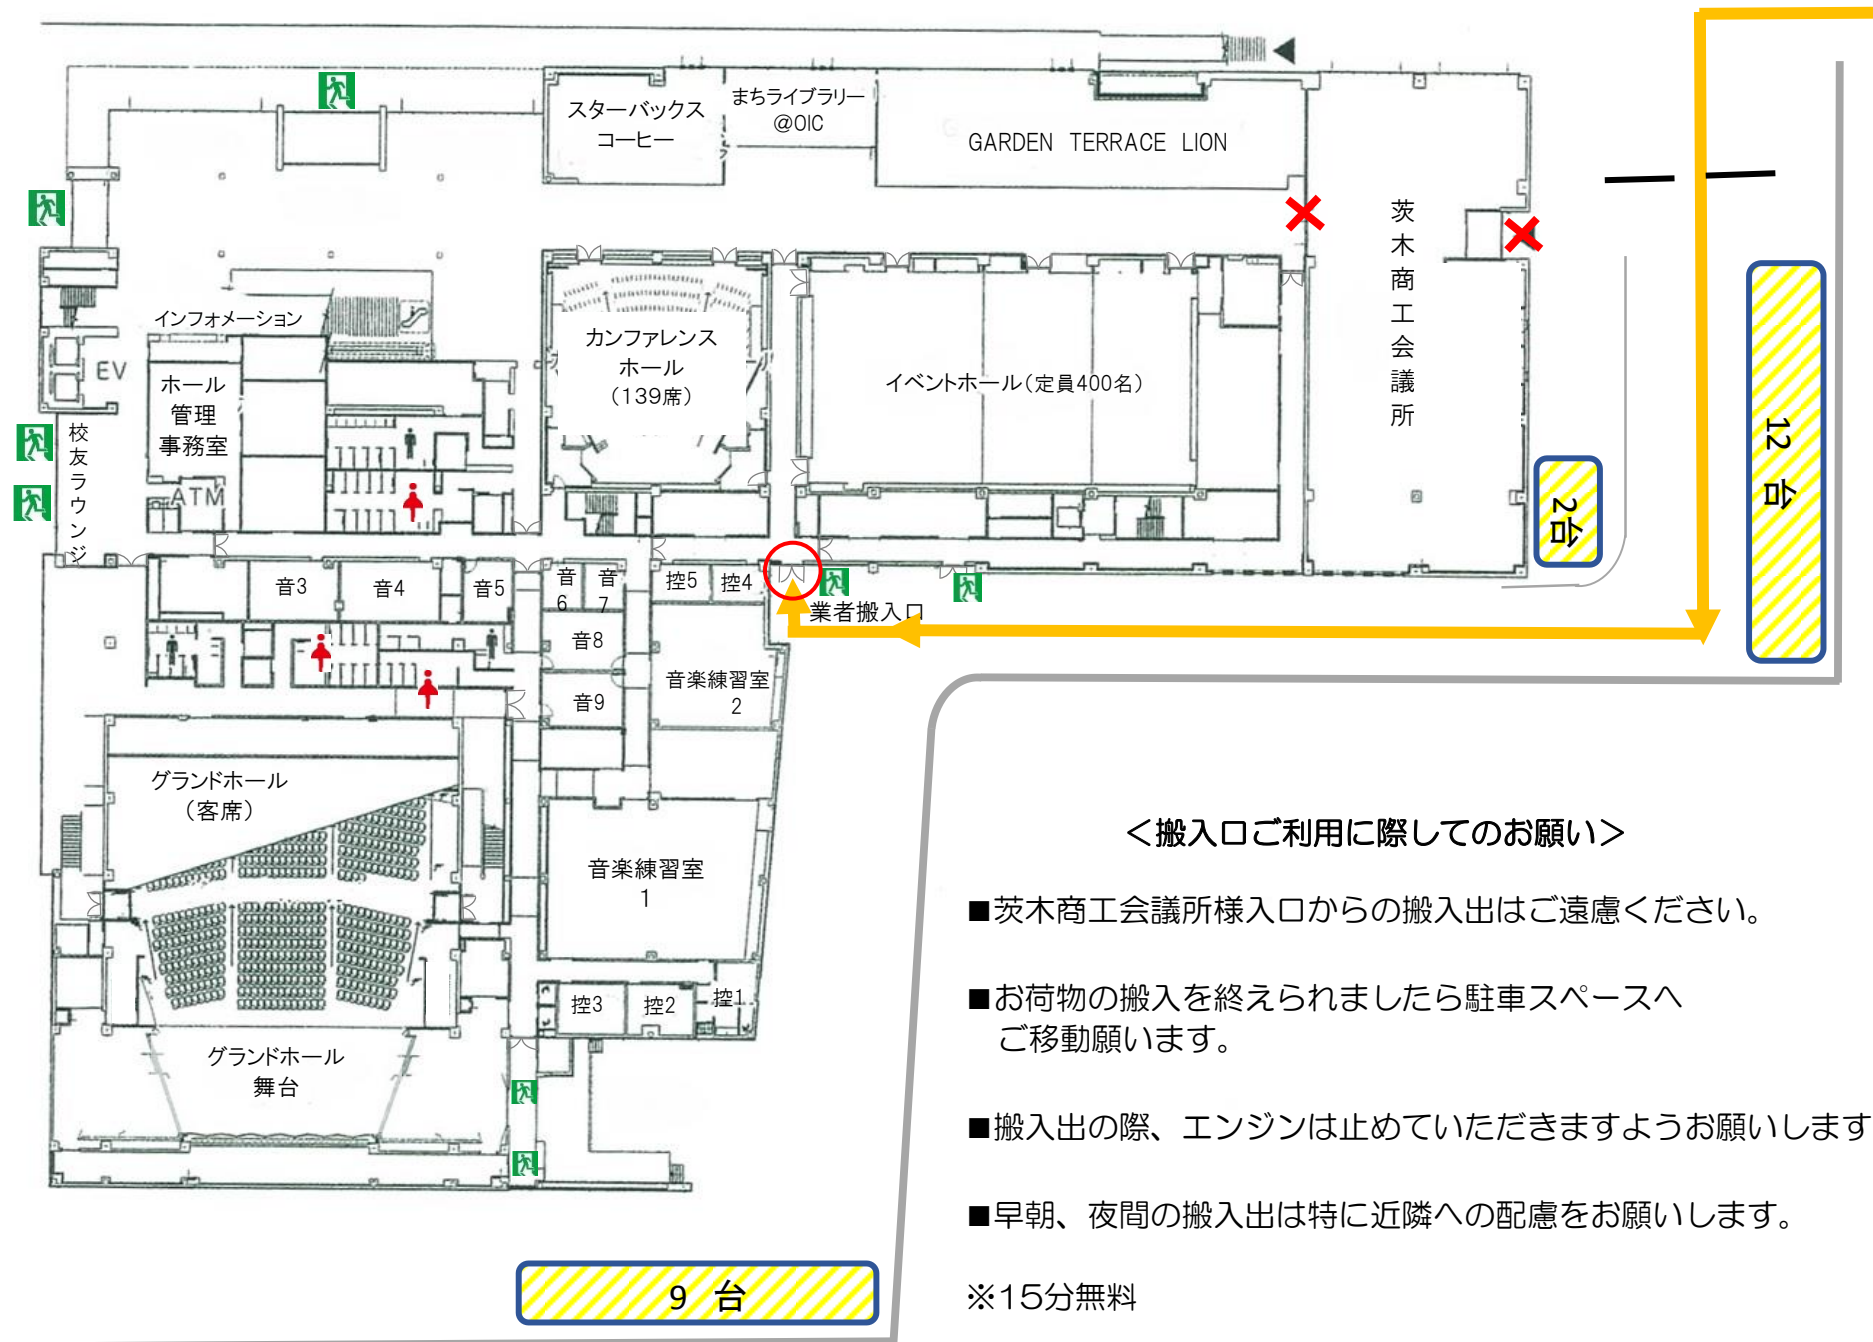 スターバックス
コーヒー
まちライブラリー
@OIC
GARDEN TERRACE LION
茨木商工会議所
インフォメーション
EV
ホール
管理
事務室
ATM
校友ラウンジ
カンファレンス
ホール
(139席)
イベントホール(定員400名)
12 台
2台
音3
音4
音5
音
6
音
7
控5
控4
業者搬入口
音8
音9
音楽練習室
2
グランドホール
(客席)
音楽練習室
1
控3
控2
控1
グランドホール
舞台
9 台
<搬入口ご利用に際してのお願い>
■茨木商工会議所様入口からの搬入出はご遠慮ください。
■お荷物の搬入を終えられましたら駐車スペースへ
ご移動願います。
■搬入出の際、エンジンは止めていただきますようお願いします
■早朝、夜間の搬入出は特に近隣への配慮をお願いします。
※15分無料